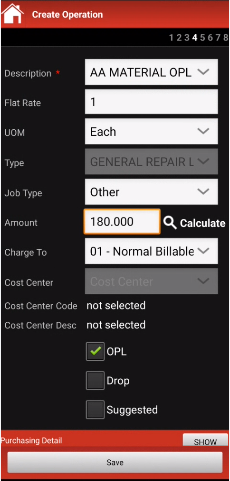 Create Operation
1 2 3 4 5 6 7 8
Description * AA MATERIAL OPL
Flat Rate 1
UOM Each
Type GENERAL REPAIR L
Job Type Other
Amount 180.000 Calculate
Charge To 01 - Normal Billable
Cost Center Cost Center
Cost Center Code not selected
Cost Center Desc not selected
OPL
Drop
Suggested
Purchasing Detail SHOW
Save